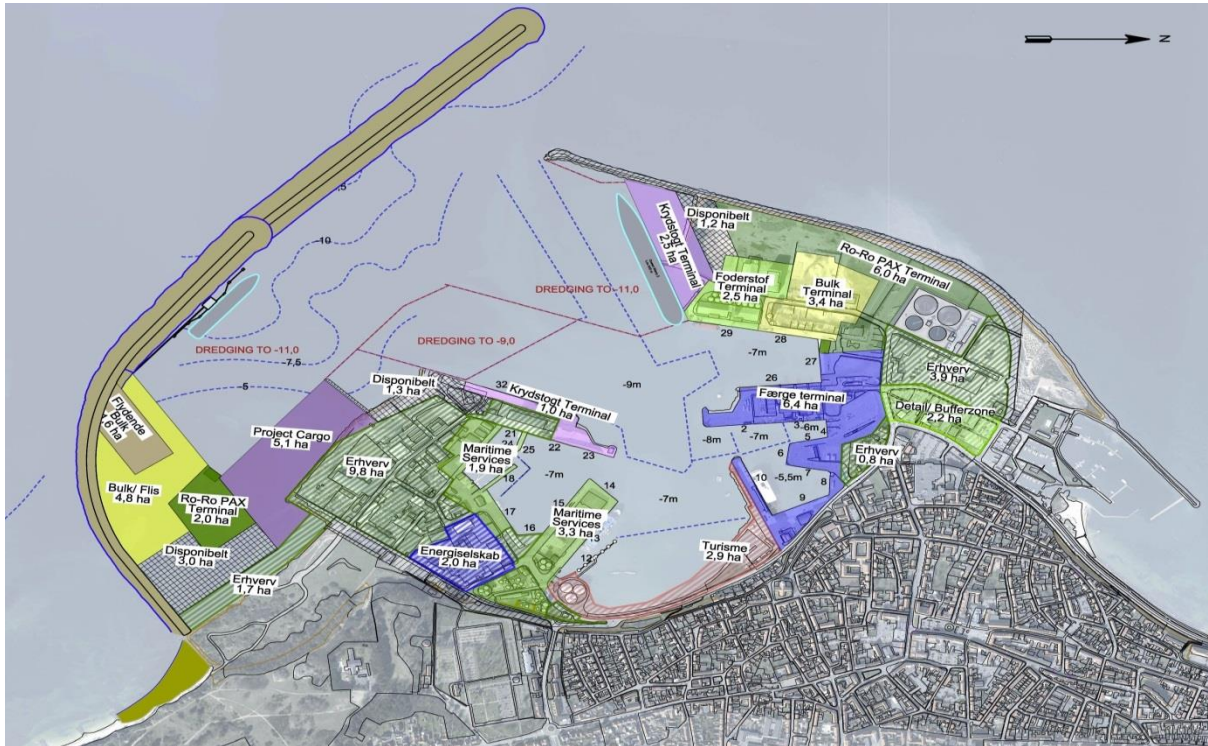 N
.5
-10
DREDGING TO -11,0
-7,5
-5
DREDGING TO -9,0
DREDGING TO -11,0
Krydstogt Terminal
2,5 ha
Disponibelt
1,2 ha
Ro-Ro PAX Terminal
6,0 ha
Foderstof
Terminal
2,5 ha
Bulk
Terminal
3,4 ha
29
28
27
-7m
26
-9m
Erhverv
3,9 ha
Detail/ Bufferzone
2,2 ha
Færge terminal
6,4 ha
Erhverv
0,8 ha
2
-8m
-7m
3
-6m
4
5
6
7
8
9
10
-5,5m
Disponibelt
1,3 ha
32
Krydstogt Terminal
1,0 ha
21
22
23
24
25
-7m
18
17
16
15
14
13
12
-7m
Flydende
Bulk
,6 ha
Project Cargo
5,1 ha
Bulk/ Flis
4,8 ha
Ro-Ro PAX
Terminal
2,0 ha
Disponibelt
3,0 ha
Erhverv
1,7 ha
Erhverv
9,8 ha
Maritime
Services
1,9 ha
Maritime
Services
3,3 ha
Energiselskab
2,0 ha
Turisme
2,9 ha